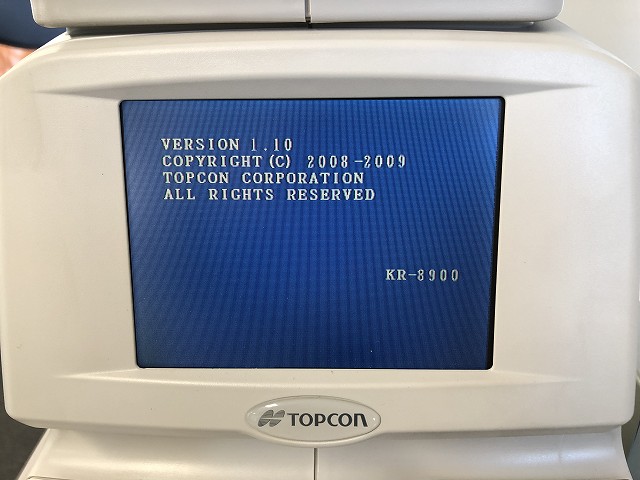 VERSION 1.10
COPYRIGHT(C) 2008-2009
TOPCON CORPORATION
ALL RIGHTS RESERVED
KR-8900
TOPCON